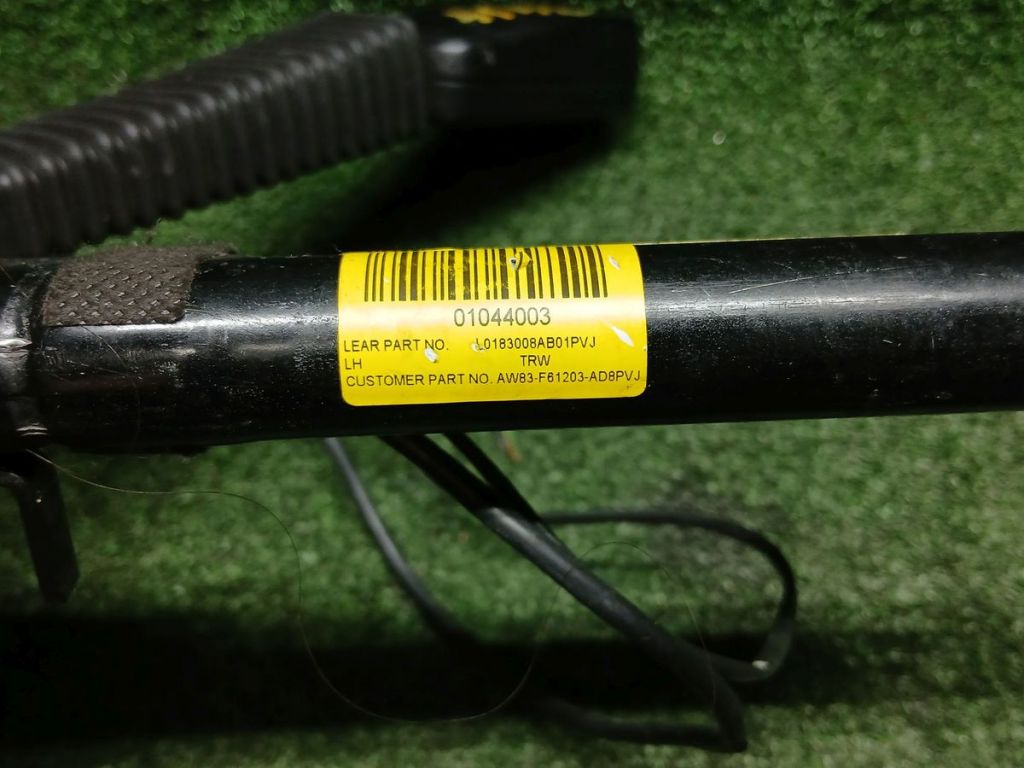 01044003
LEAR PART NO. L0183008AB01PVJ
LH TRW
CUSTOMER PART NO. AW83-F61203-AD8PVJ